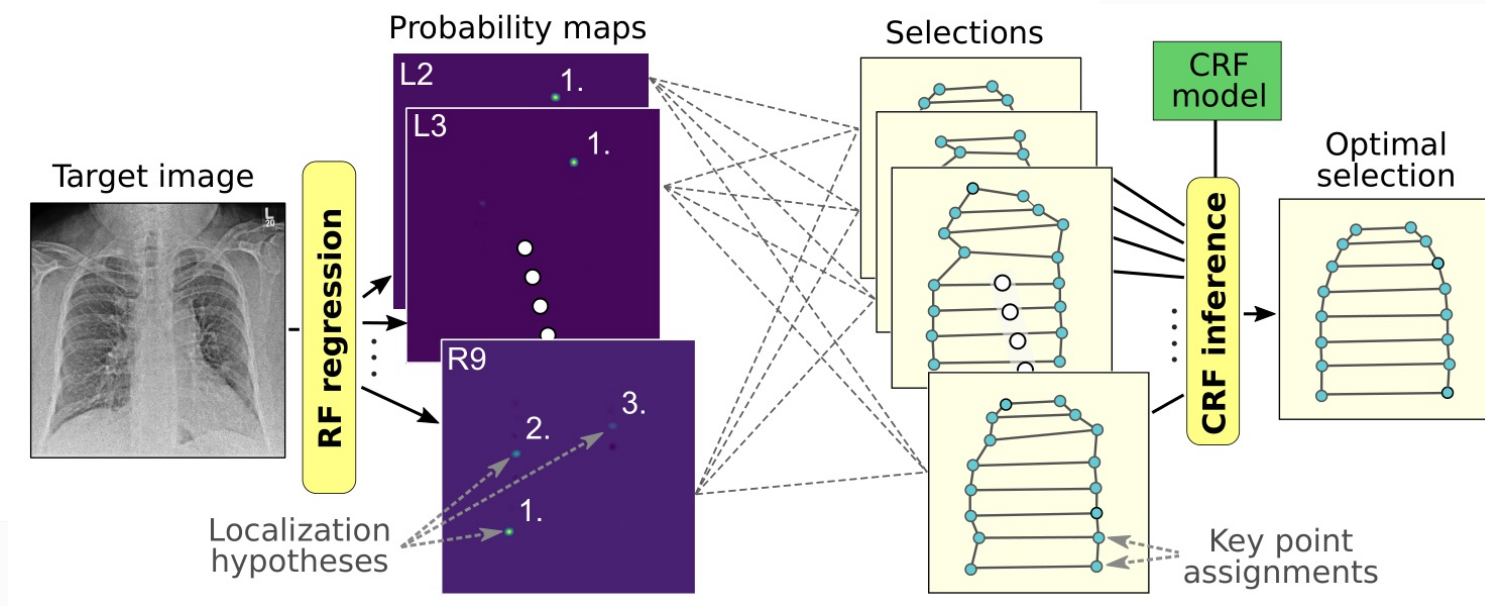 Probability maps
Selections
CRF
model
Optimal
selection
Target image
L2
1.
L3
1.
L
20
RF regression
CRF inference
R9
3.
2.
1.
Localization
hypotheses
Key point
assignments